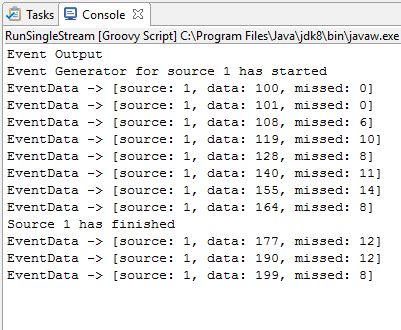 Tasks Console
RunSingleStream [Groovy Script] C:\Program Files\Java\jdk8\bin\javaw.exe
Event Output
Event Generator for source 1 has started
EventData -> [source: 1, data: 100, missed: 0]
EventData -> [source: 1, data: 101, missed: 0]
EventData -> [source: 1, data: 108, missed: 6]
EventData -> [source: 1, data: 119, missed: 10]
EventData -> [source: 1, data: 128, missed: 8]
EventData -> [source: 1, data: 140, missed: 11]
EventData -> [source: 1, data: 155, missed: 14]
EventData -> [source: 1, data: 164, missed: 8]
Source 1 has finished
EventData -> [source: 1, data: 177, missed: 12]
EventData -> [source: 1, data: 190, missed: 12]
EventData -> [source: 1, data: 199, missed: 8]